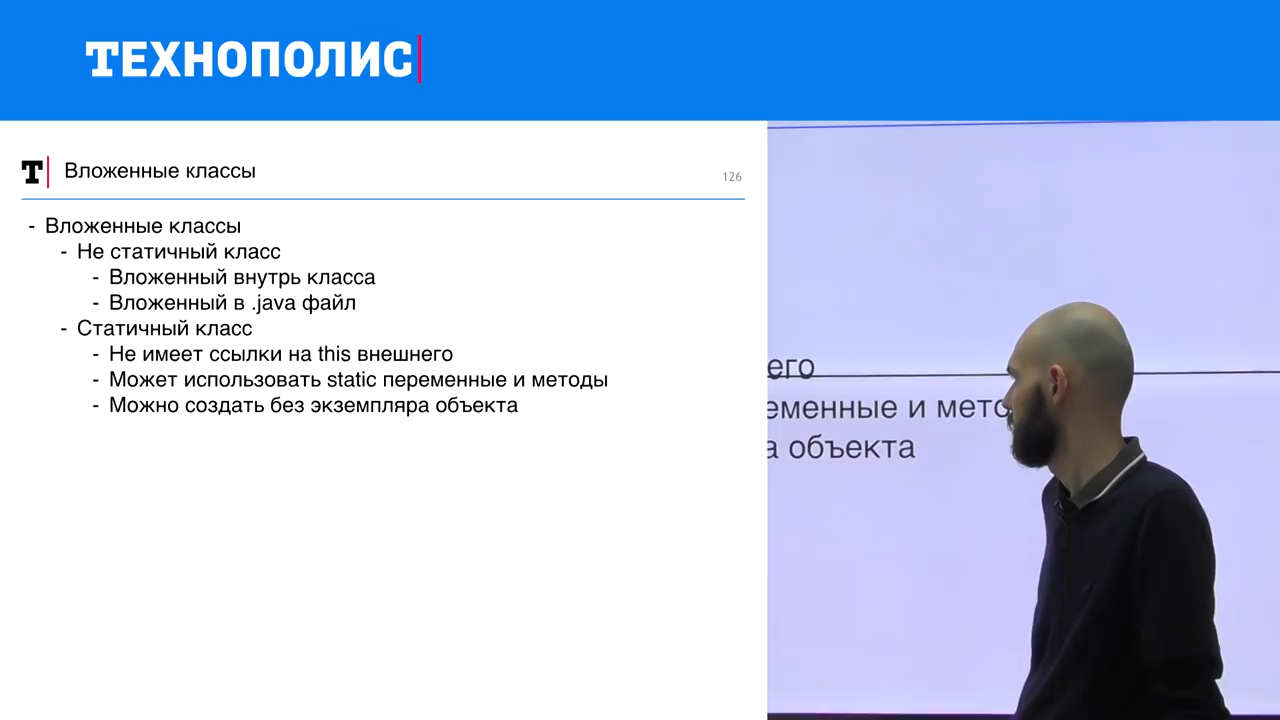 ТЕХНОПОЛИС
T Вложенные классы
126
- Вложенные классы
- Не статичный класс
- Вложенный внутрь класса
- Вложенный в .java файл
- Статичный класс
- Не имеет ссылки на this внешнего
- Может использовать static переменные и методы
- Можно создать без экземпляра объекта
его
еменные и мето
а объекта